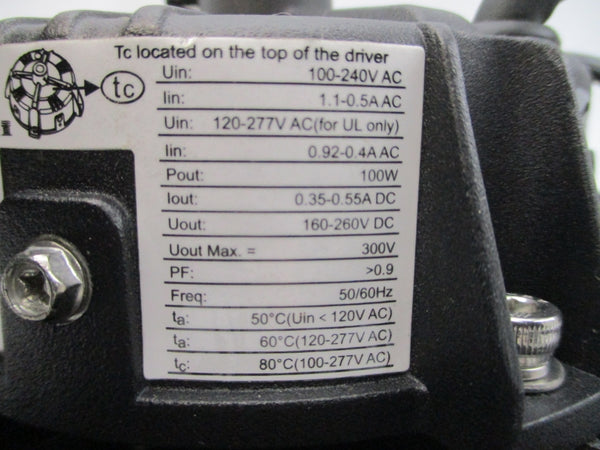 Tc located on the top of the driver
tc
Uin: 100-240V AC
Iin: 1.1-0.5A AC
Uin: 120-277V AC(for UL only)
Iin: 0.92-0.4A AC
Pout: 100W
Iout: 0.35-0.55A DC
Uout: 160-260V DC
Uout Max. = 300V
PF: >0.9
Freq: 50/60Hz
ta: 50°C(Uin < 120V AC)
ta: 60°C(120-277V AC)
tc: 80°C(100-277V AC)